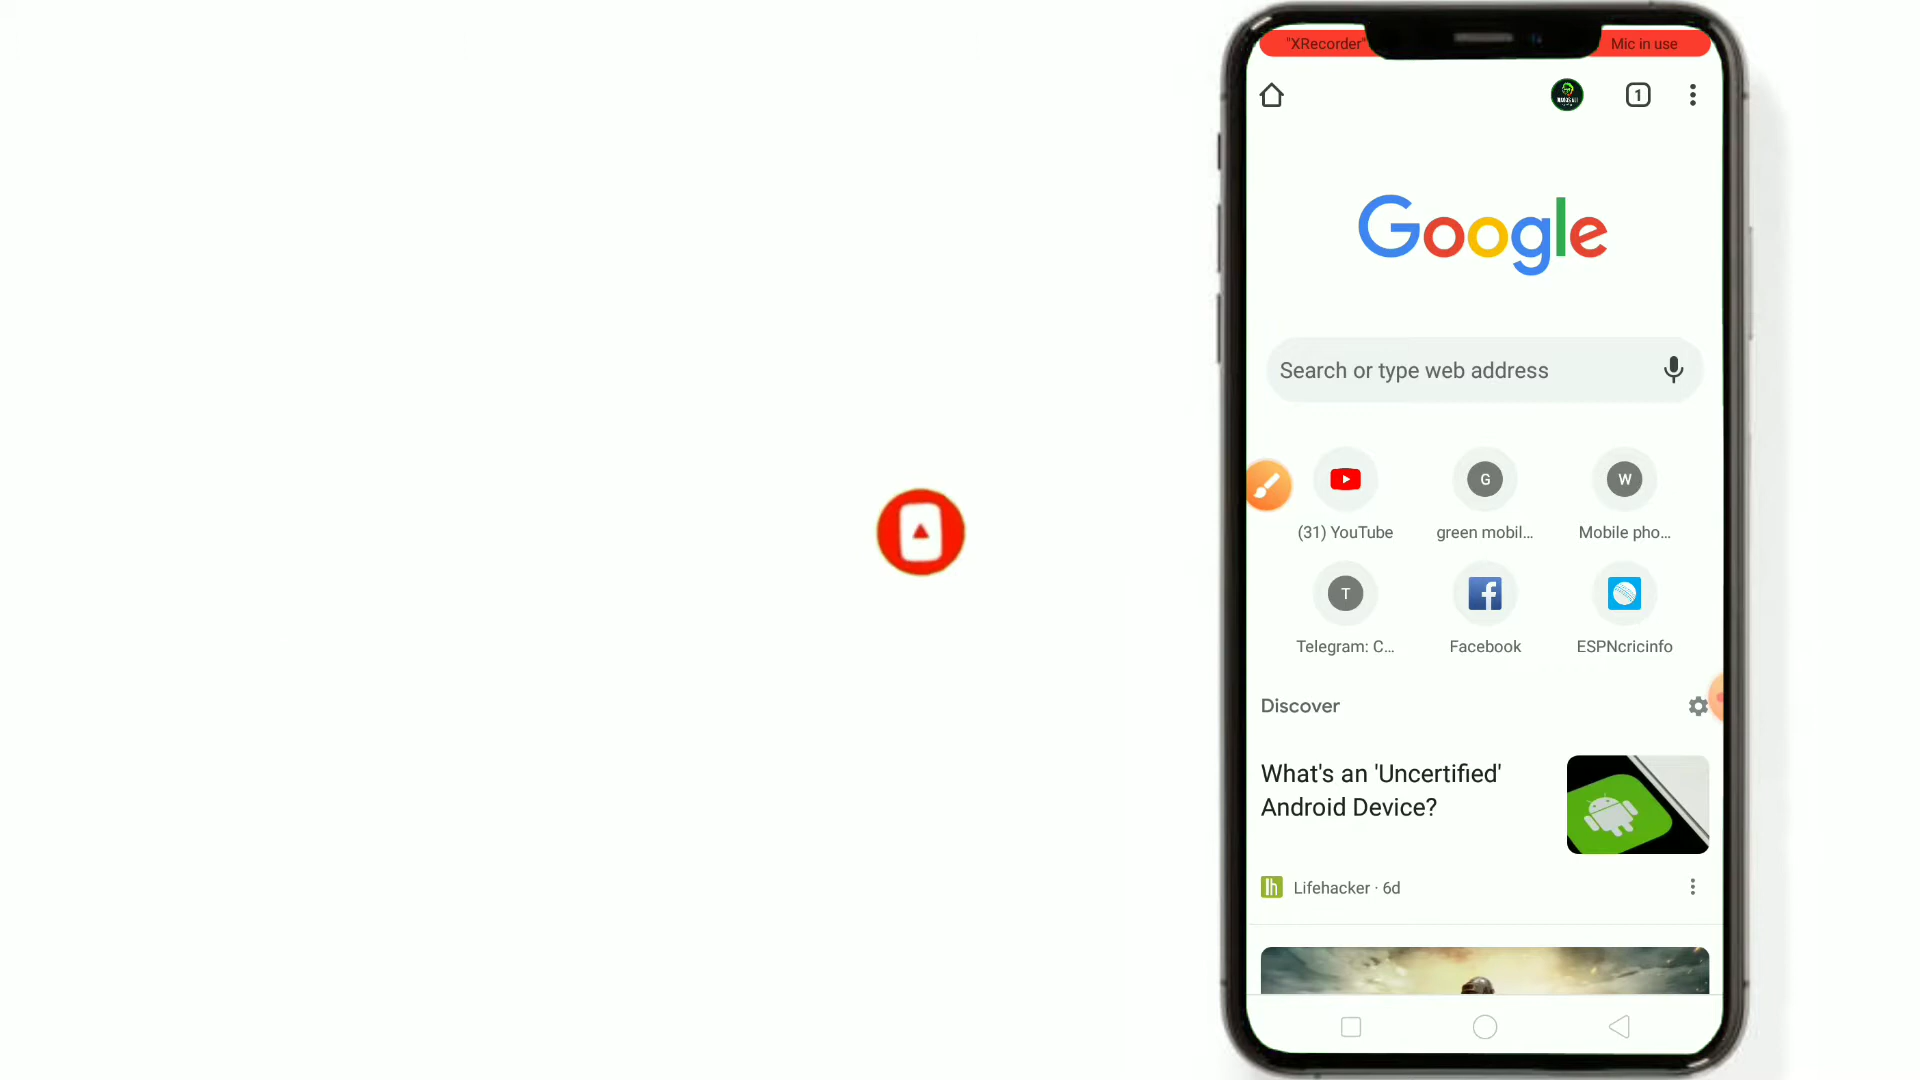 "XRecorder"
Mic in use
1
Google
Search or type web address
G
W
(31) YouTube
green mobil...
Mobile pho...
T
Telegram: C...
Facebook
ESPNcricinfo
Discover
What's an 'Uncertified'
Android Device?
lh
Lifehacker · 6d